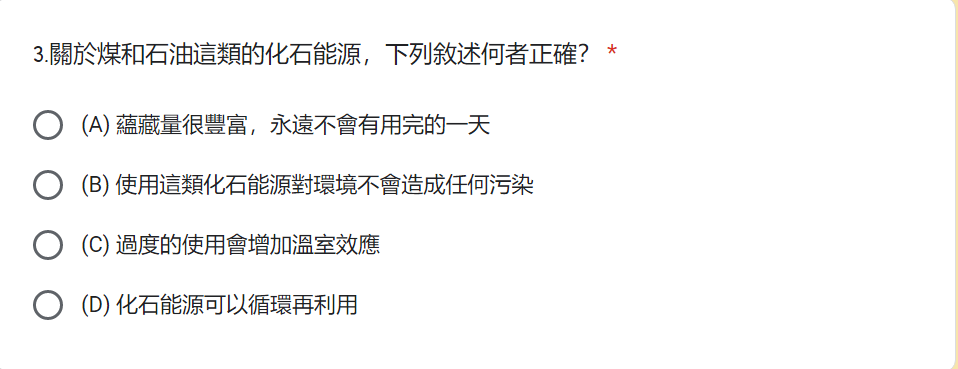 3.關於煤和石油這類的化石能源，下列敘述何者正確？ *
(A) 蘊藏量很豐富，永遠不會有用完的一天
(B) 使用這類化石能源對環境不會造成任何污染
(C) 過度的使用會增加溫室效應
(D) 化石能源可以循環再利用